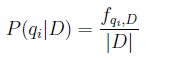 P(q_i|D) = \frac{f_{q_i,D}}{|D|}